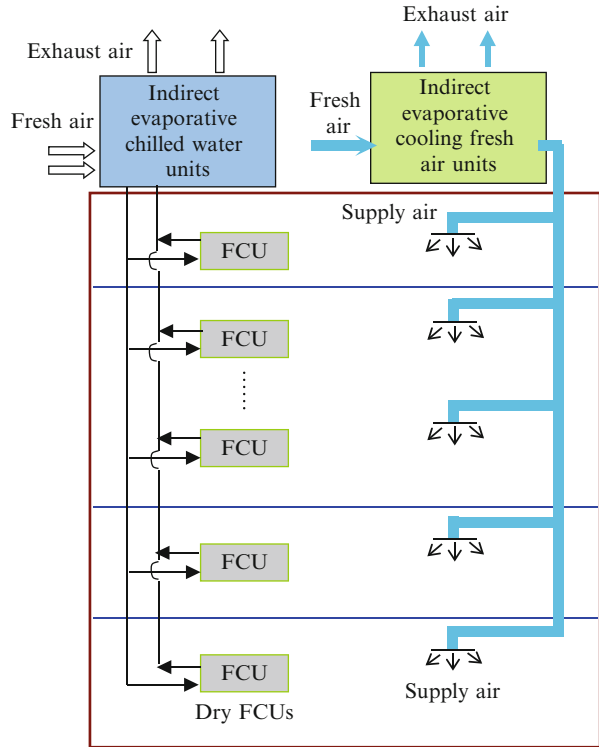 Exhaust air
Exhaust air
Fresh air
Indirect
evaporative
chilled water
units
Fresh
air
Indirect
evaporative
cooling fresh
air units
Supply air
FCU
FCU
FCU
FCU
FCU
Dry FCUs
Supply air